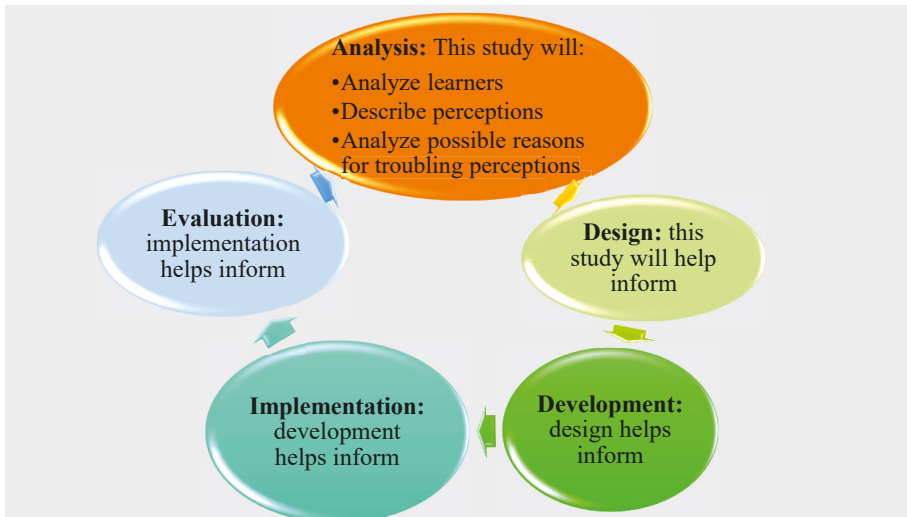 Analysis: This study will:
•Analyze learners
•Describe perceptions
•Analyze possible reasons
for troubling perceptions
Design: this
study will help
inform
Development:
design helps
inform
Implementation:
development
helps inform
Evaluation:
implementation
helps inform